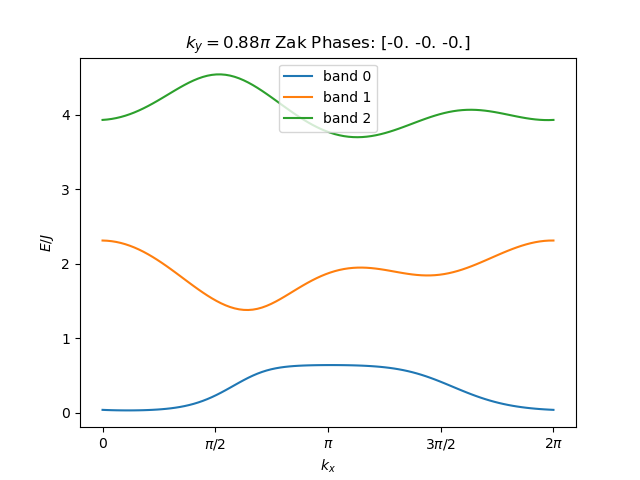 k_y = 0.88π Zak Phases: [-0. -0. -0.]
band 0
band 1
band 2
4
3
2
1
0
E/J
0 π/2 π 3π/2 2π
k_x